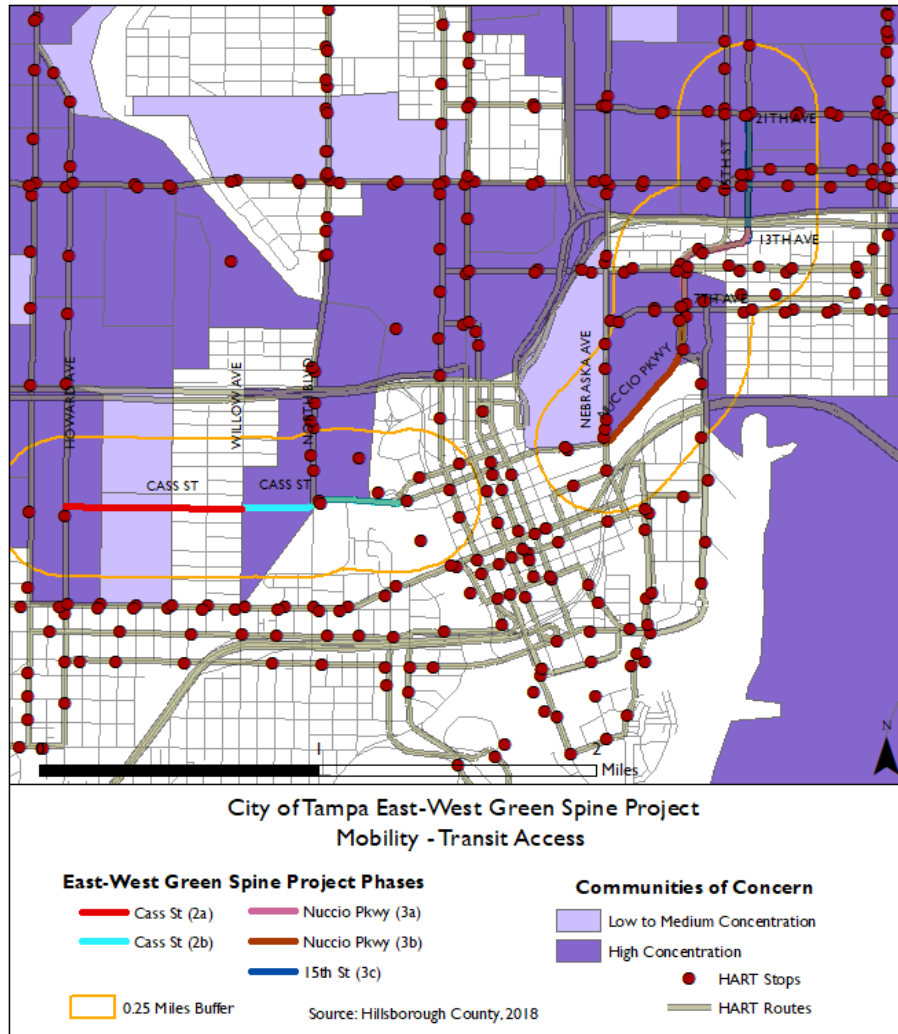 21TH AVE
15TH ST
13TH AVE
7TH AVE
NEBRASKA AVE
NUCCIO PKWY
HOWARD AVE
WILLOW AVE
NORTH BLVD
CASS ST
CASS ST
N
0 1 2
Miles
City of Tampa East-West Green Spine Project
Mobility - Transit Access
East-West Green Spine Project Phases
Cass St (2a)
Cass St (2b)
Nuccio Pkwy (3a)
Nuccio Pkwy (3b)
15th St (3c)
0.25 Miles Buffer
Source: Hillsborough County, 2018
Communities of Concern
Low to Medium Concentration
High Concentration
HART Stops
HART Routes